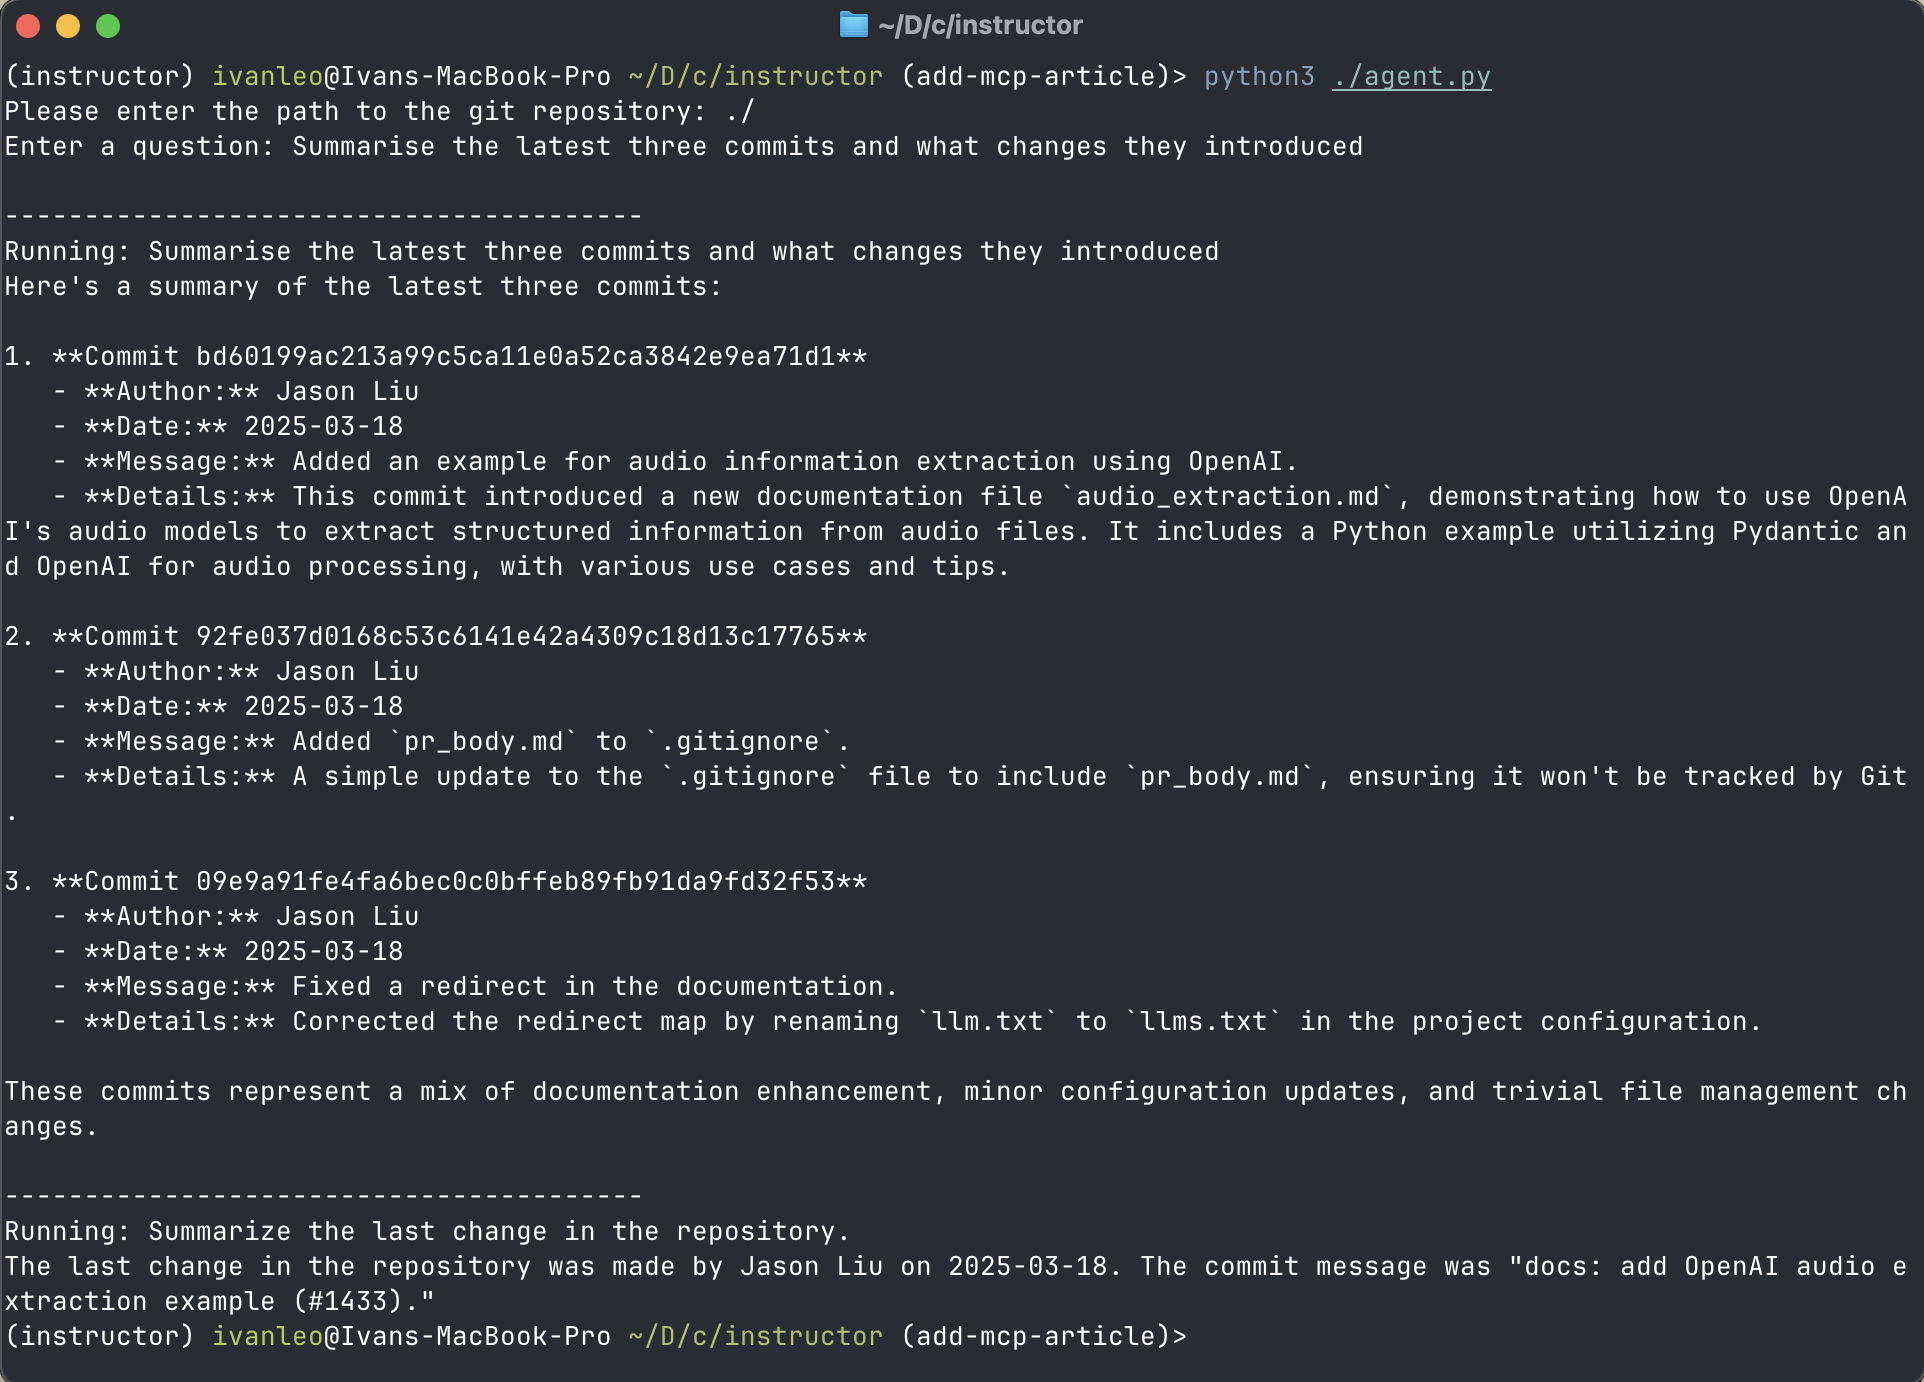 ~/D/c/instructor
(instructor) ivanleo@Ivans-MacBook-Pro ~/D/c/instructor (add-mcp-article)> python3 ./agent.py
Please enter the path to the git repository: ./
Enter a question: Summarise the latest three commits and what changes they introduced
----------------------------------------
Running: Summarise the latest three commits and what changes they introduced
Here's a summary of the latest three commits:
1. **Commit bd60199ac213a99c5ca11e0a52ca3842e9ea71d1**
   - **Author:** Jason Liu
   - **Date:** 2025-03-18
   - **Message:** Added an example for audio information extraction using OpenAI.
   - **Details:** This commit introduced a new documentation file `audio_extraction.md`, demonstrating how to use OpenA
I's audio models to extract structured information from audio files. It includes a Python example utilizing Pydantic an
d OpenAI for audio processing, with various use cases and tips.
2. **Commit 92fe037d0168c53c6141e42a4309c18d13c17765**
   - **Author:** Jason Liu
   - **Date:** 2025-03-18
   - **Message:** Added `pr_body.md` to `.gitignore`.
   - **Details:** A simple update to the `.gitignore` file to include `pr_body.md`, ensuring it won't be tracked by Git
.
3. **Commit 09e9a91fe4fa6bec0c0bffeb89fb91da9fd32f53**
   - **Author:** Jason Liu
   - **Date:** 2025-03-18
   - **Message:** Fixed a redirect in the documentation.
   - **Details:** Corrected the redirect map by renaming `llm.txt` to `llms.txt` in the project configuration.
These commits represent a mix of documentation enhancement, minor configuration updates, and trivial file management ch
anges.
----------------------------------------
Running: Summarize the last change in the repository.
The last change in the repository was made by Jason Liu on 2025-03-18. The commit message was "docs: add OpenAI audio e
xtraction example (#1433)."
(instructor) ivanleo@Ivans-MacBook-Pro ~/D/c/instructor (add-mcp-article)>